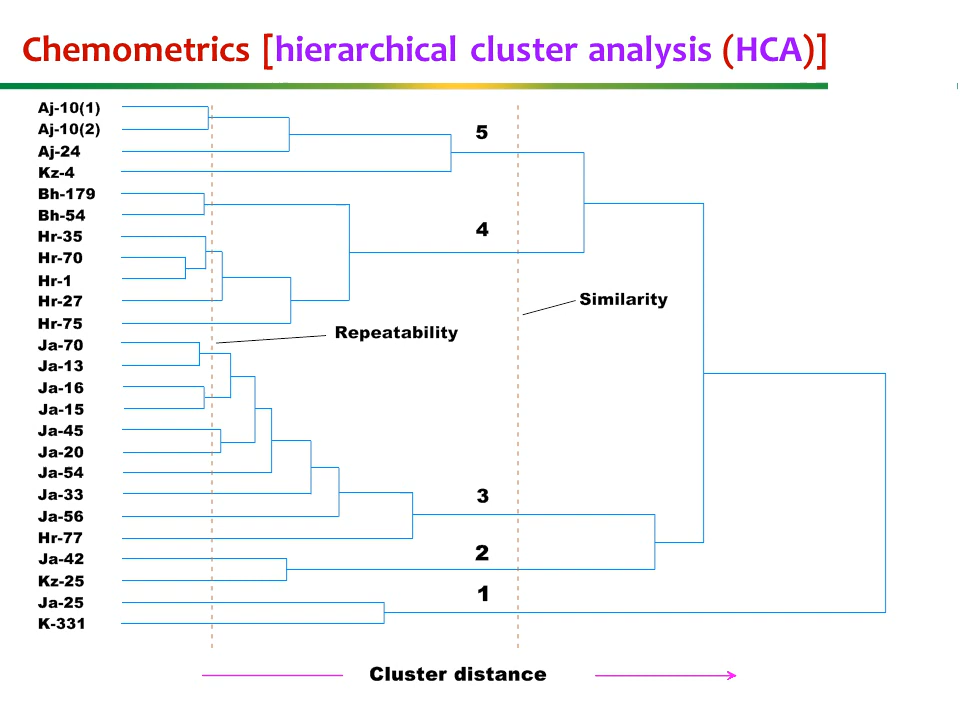 Chemometrics [hierarchical cluster analysis (HCA)]
Aj-10(1)
Aj-10(2)
5
Aj-24
Kz-4
Bh-179
Bh-54
4
Hr-35
Hr-70
Hr-1
Hr-27
Similarity
Hr-75
Repeatability
Ja-70
Ja-13
Ja-16
Ja-15
Ja-45
Ja-20
Ja-54
Ja-33
3
Ja-56
Hr-77
Ja-42
2
Kz-25
Ja-25
1
K-331
Cluster distance